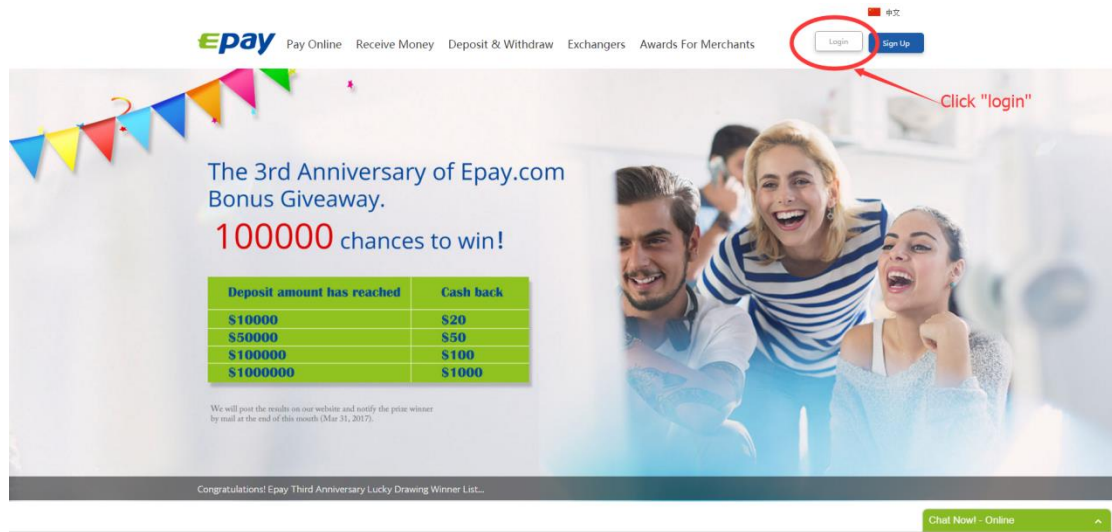 中文
Epay
Pay Online Receive Money Deposit & Withdraw Exchangers Awards For Merchants
Login Sign Up
Click "login"
The 3rd Anniversary of Epay.com
Bonus Giveaway.
100000 chances to win!
Deposit amount has reached Cash back
$10000 $20
$50000 $50
$100000 $100
$1000000 $1000
We will post the results on our website and notify the prize winner
by mail at the end of this month (Mar 31, 2017).
Congratulations! Epay Third Anniversary Lucky Drawing Winner List...
Chat Now! - Online